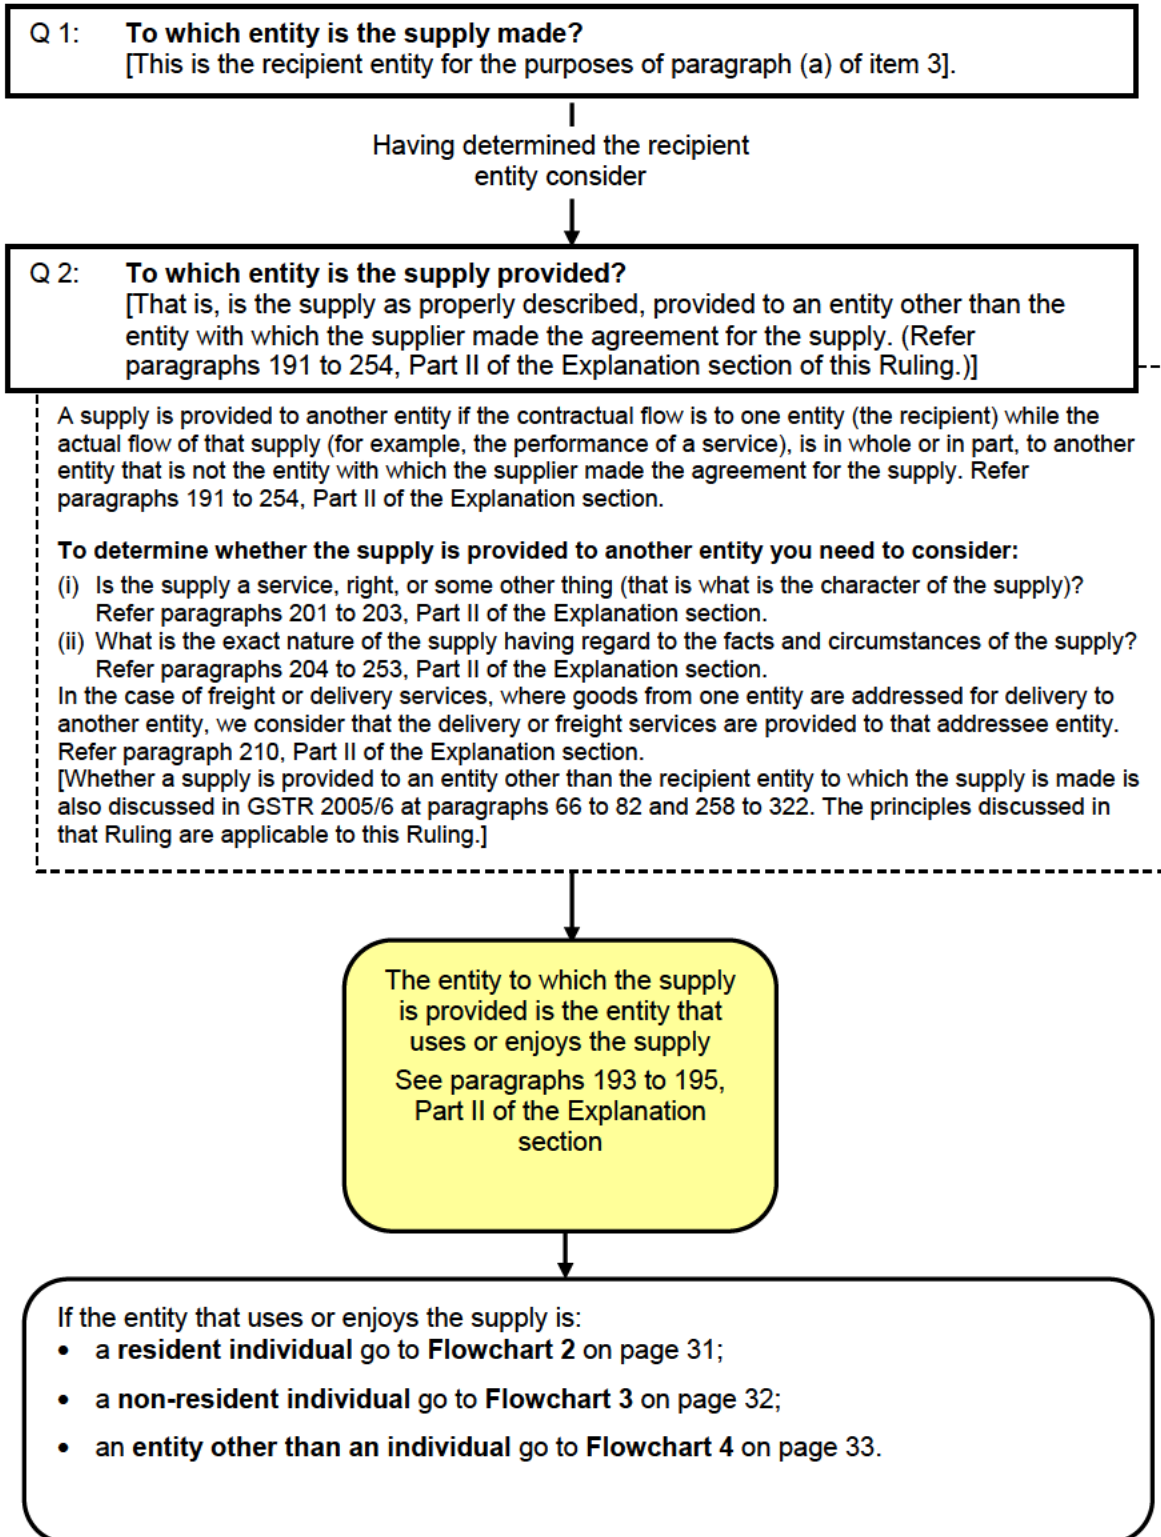 Q 1: To which entity is the supply made?
[This is the recipient entity for the purposes of paragraph (a) of item 3].
Having determined the recipient
entity consider
Q 2: To which entity is the supply provided?
[That is, is the supply as properly described, provided to an entity other than the
entity with which the supplier made the agreement for the supply. (Refer
paragraphs 191 to 254, Part II of the Explanation section of this Ruling.)]
A supply is provided to another entity if the contractual flow is to one entity (the recipient) while the
actual flow of that supply (for example, the performance of a service), is in whole or in part, to another
entity that is not the entity with which the supplier made the agreement for the supply. Refer
paragraphs 191 to 254, Part II of the Explanation section.
To determine whether the supply is provided to another entity you need to consider:
(i) Is the supply a service, right, or some other thing (that is what is the character of the supply)?
Refer paragraphs 201 to 203, Part II of the Explanation section.
(ii) What is the exact nature of the supply having regard to the facts and circumstances of the supply?
Refer paragraphs 204 to 253, Part II of the Explanation section.
In the case of freight or delivery services, where goods from one entity are addressed for delivery to
another entity, we consider that the delivery or freight services are provided to that addressee entity.
Refer paragraph 210, Part II of the Explanation section.
[Whether a supply is provided to an entity other than the recipient entity to which the supply is made is
also discussed in GSTR 2005/6 at paragraphs 66 to 82 and 258 to 322. The principles discussed in
that Ruling are applicable to this Ruling.]
The entity to which the supply
is provided is the entity that
uses or enjoys the supply
See paragraphs 193 to 195,
Part II of the Explanation
section
If the entity that uses or enjoys the supply is:
• a resident individual go to Flowchart 2 on page 31;
• a non-resident individual go to Flowchart 3 on page 32;
• an entity other than an individual go to Flowchart 4 on page 33.